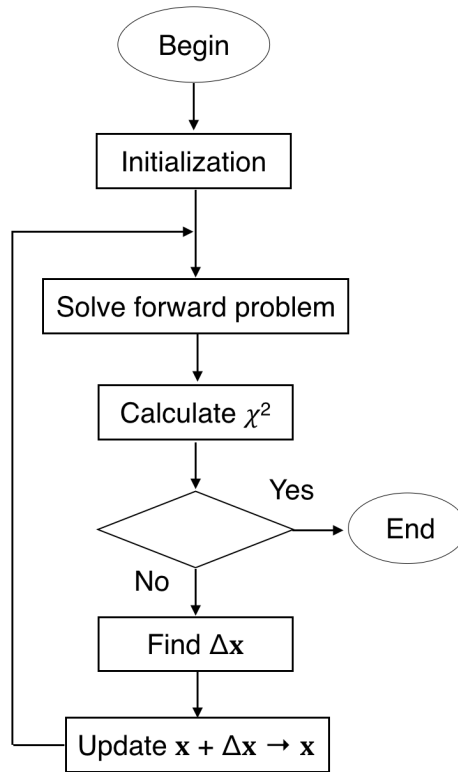 Begin
Initialization
Solve forward problem
Calculate χ²
Yes
End
No
Find Δx
Update x + Δx → x